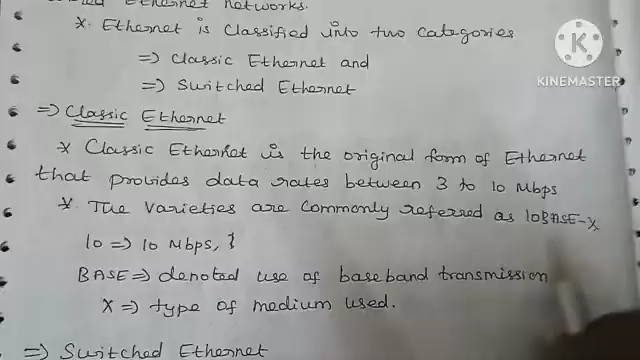 Ethernet networks.
* Ethernet is classified into two categories
=> Classic Ethernet and
=> Switched Ethernet
KINEMASTER
=> Classic Ethernet
* Classic Ethernet is the original form of Ethernet
that provides data rates between 3 to 10 Mbps
* The varieties are commonly referred as 10BASE-X
10 => 10 Mbps, }
BASE => denoted use of baseband transmission
X => type of medium used.
=> Switched Ethernet